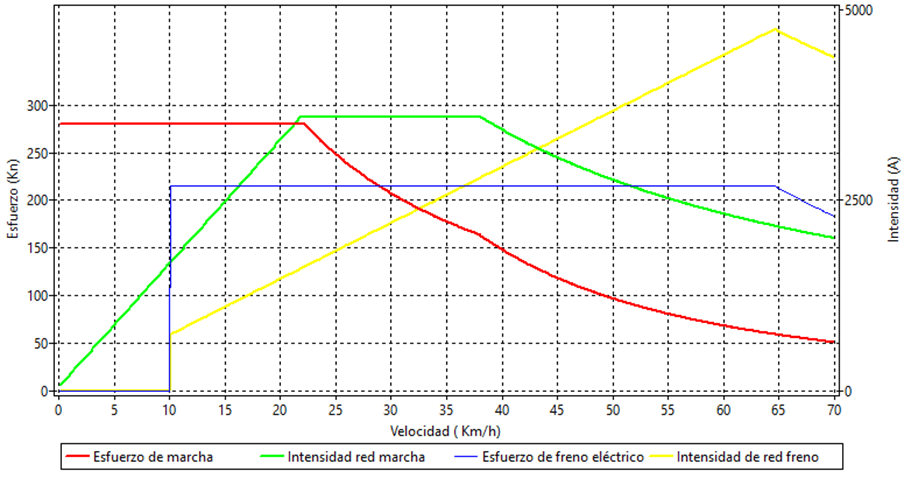 5000
300
250
200
150
100
50
0
Esfuerzo (Kn)
2500
0
Intensidad (A)
0 5 10 15 20 25 30 35 40 45 50 55 60 65 70
Velocidad ( Km/h)
Esfuerzo de marcha Intensidad red marcha Esfuerzo de freno eléctrico Intensidad de red freno